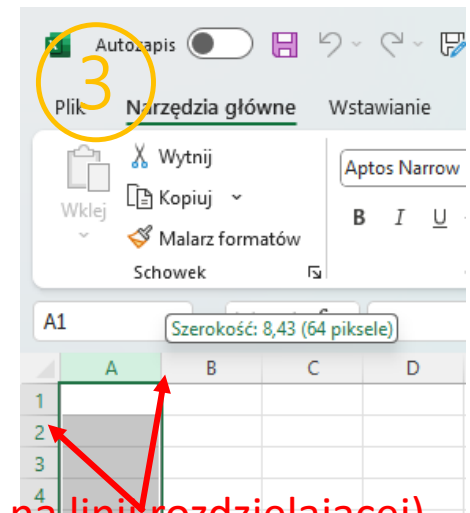 Autozapis
3
Plik Narzędzia główne Wstawianie
Wytnij
Aptos Narrow
Wklej
Kopiuj
B I U
Malarz formatów
Schowek
A1
Szerokość: 8,43 (64 piksele)
A B C D
1
2
3
4
na linii rozdzielającej)